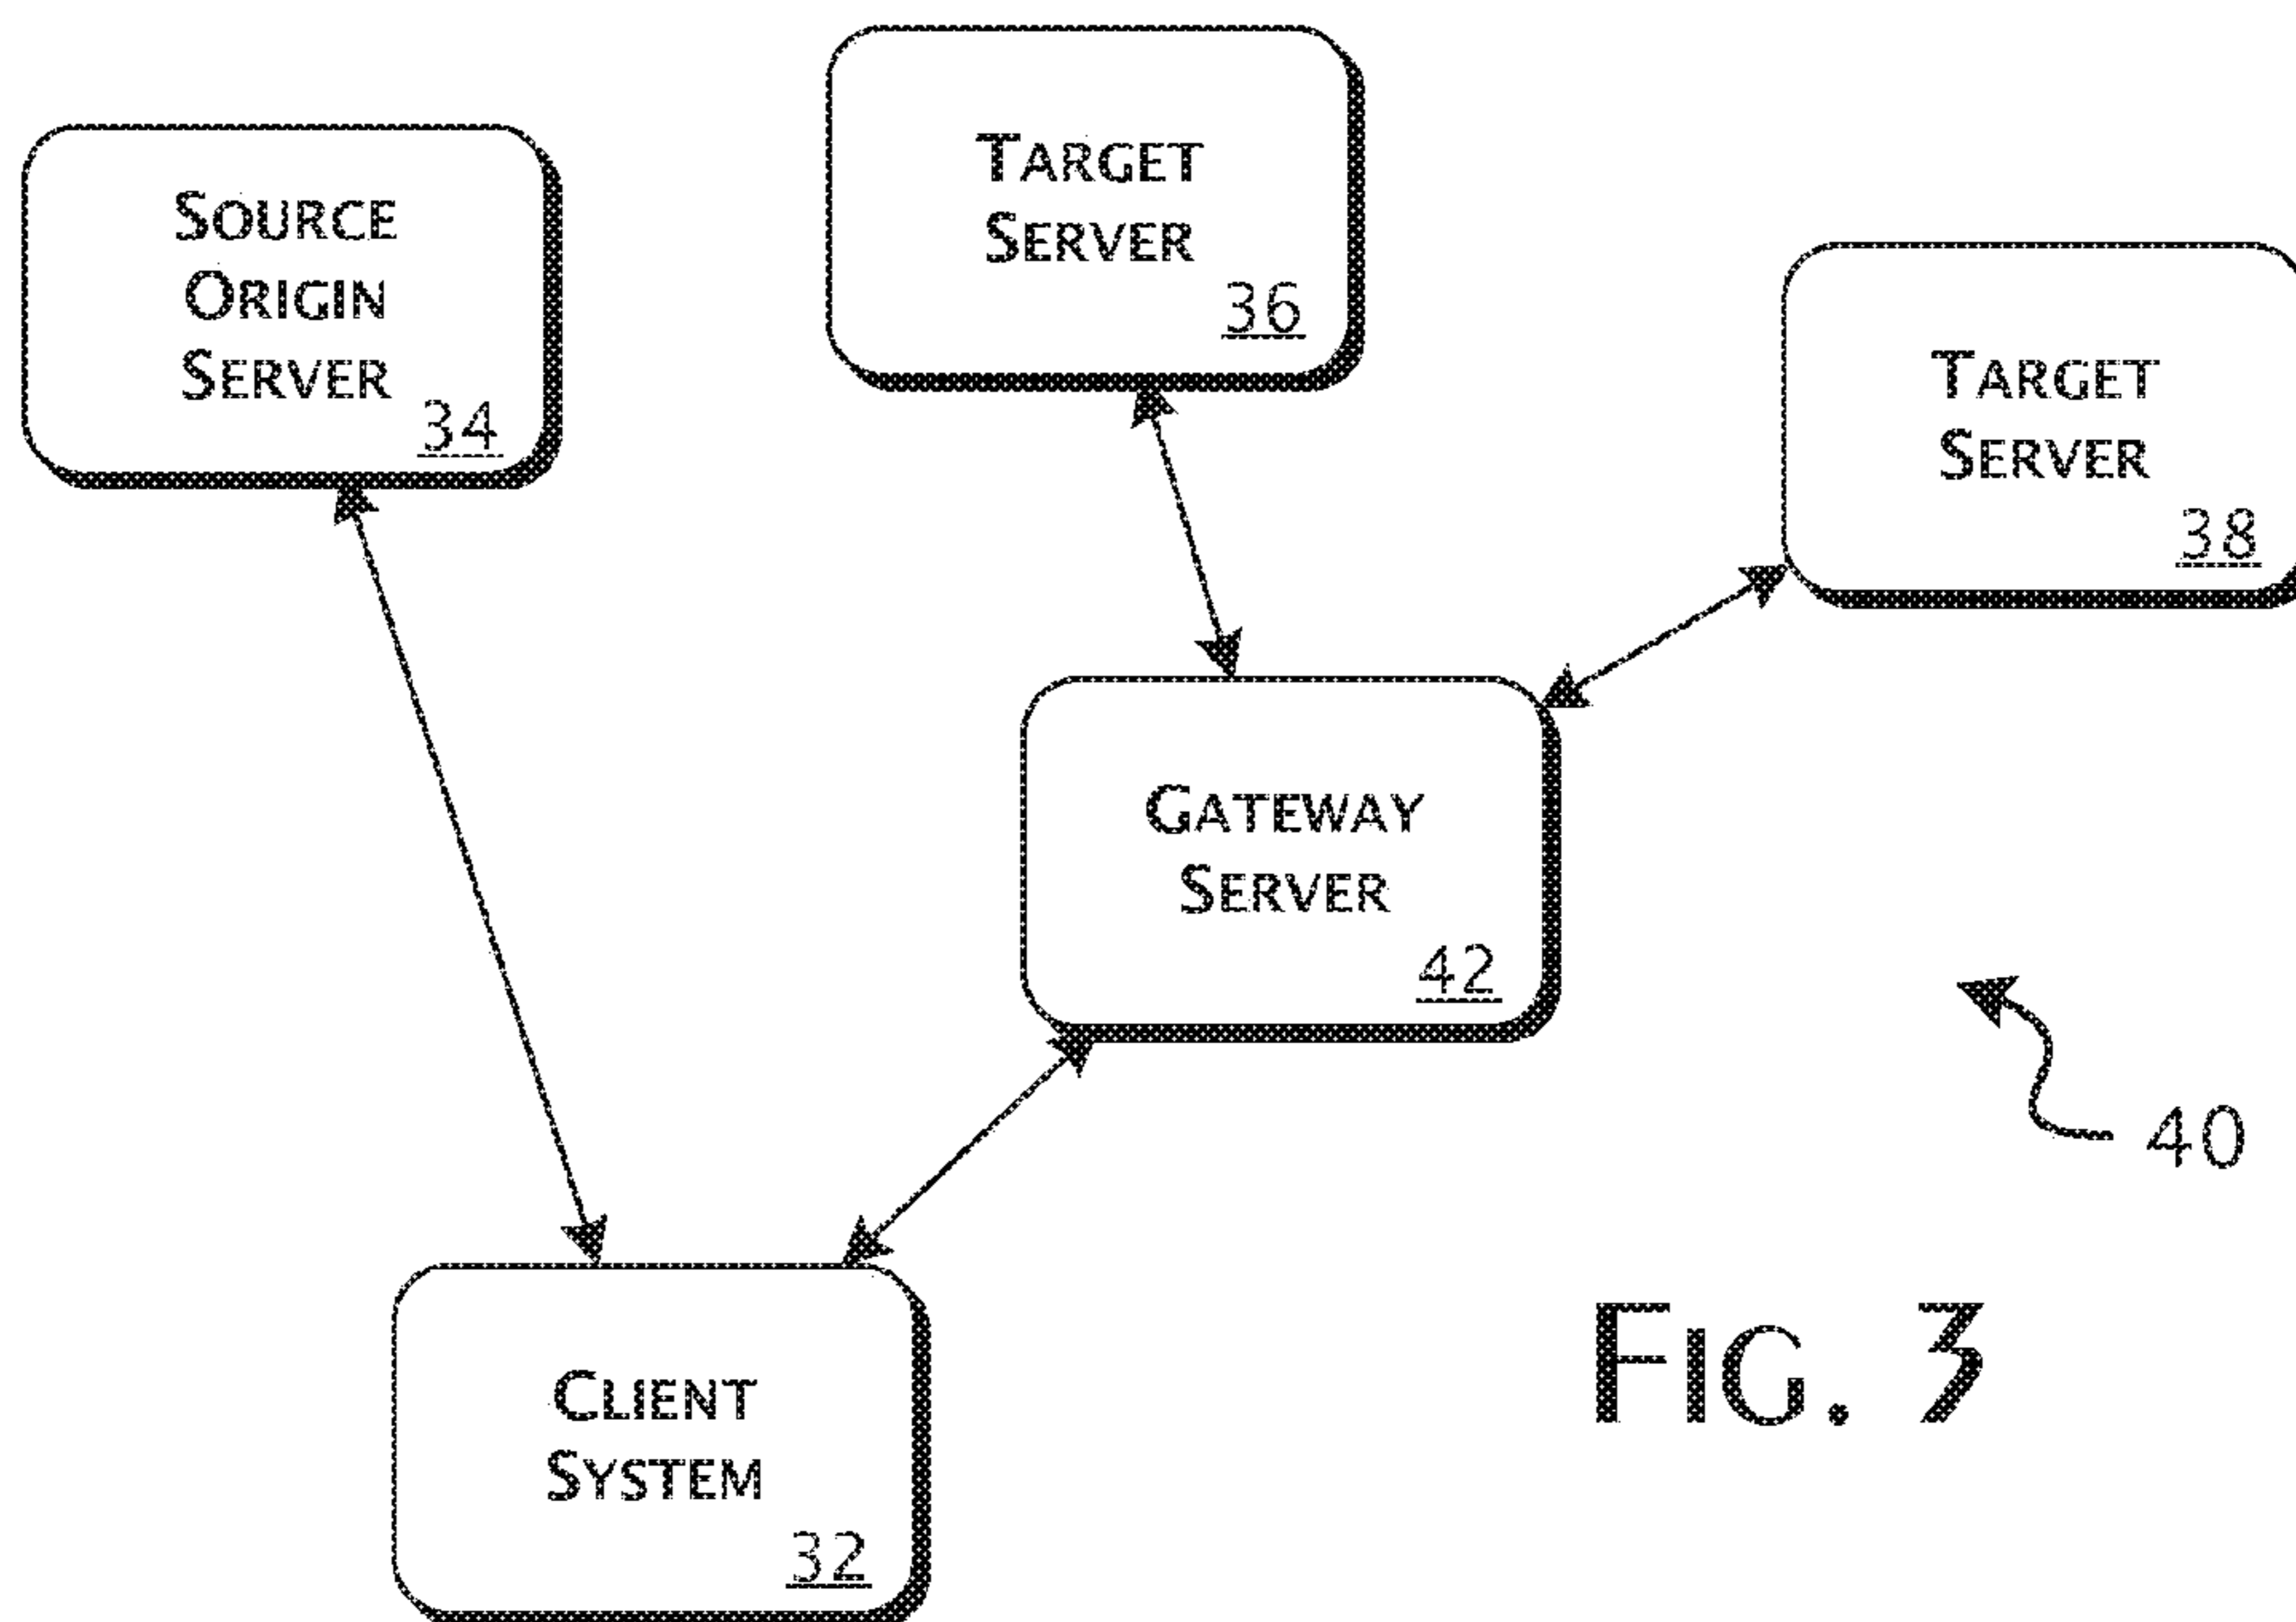 SOURCE
ORIGIN
SERVER
34
TARGET
SERVER
36
TARGET
SERVER
38
GATEWAY
SERVER
42
40
CLIENT
SYSTEM
32
FIG. 3